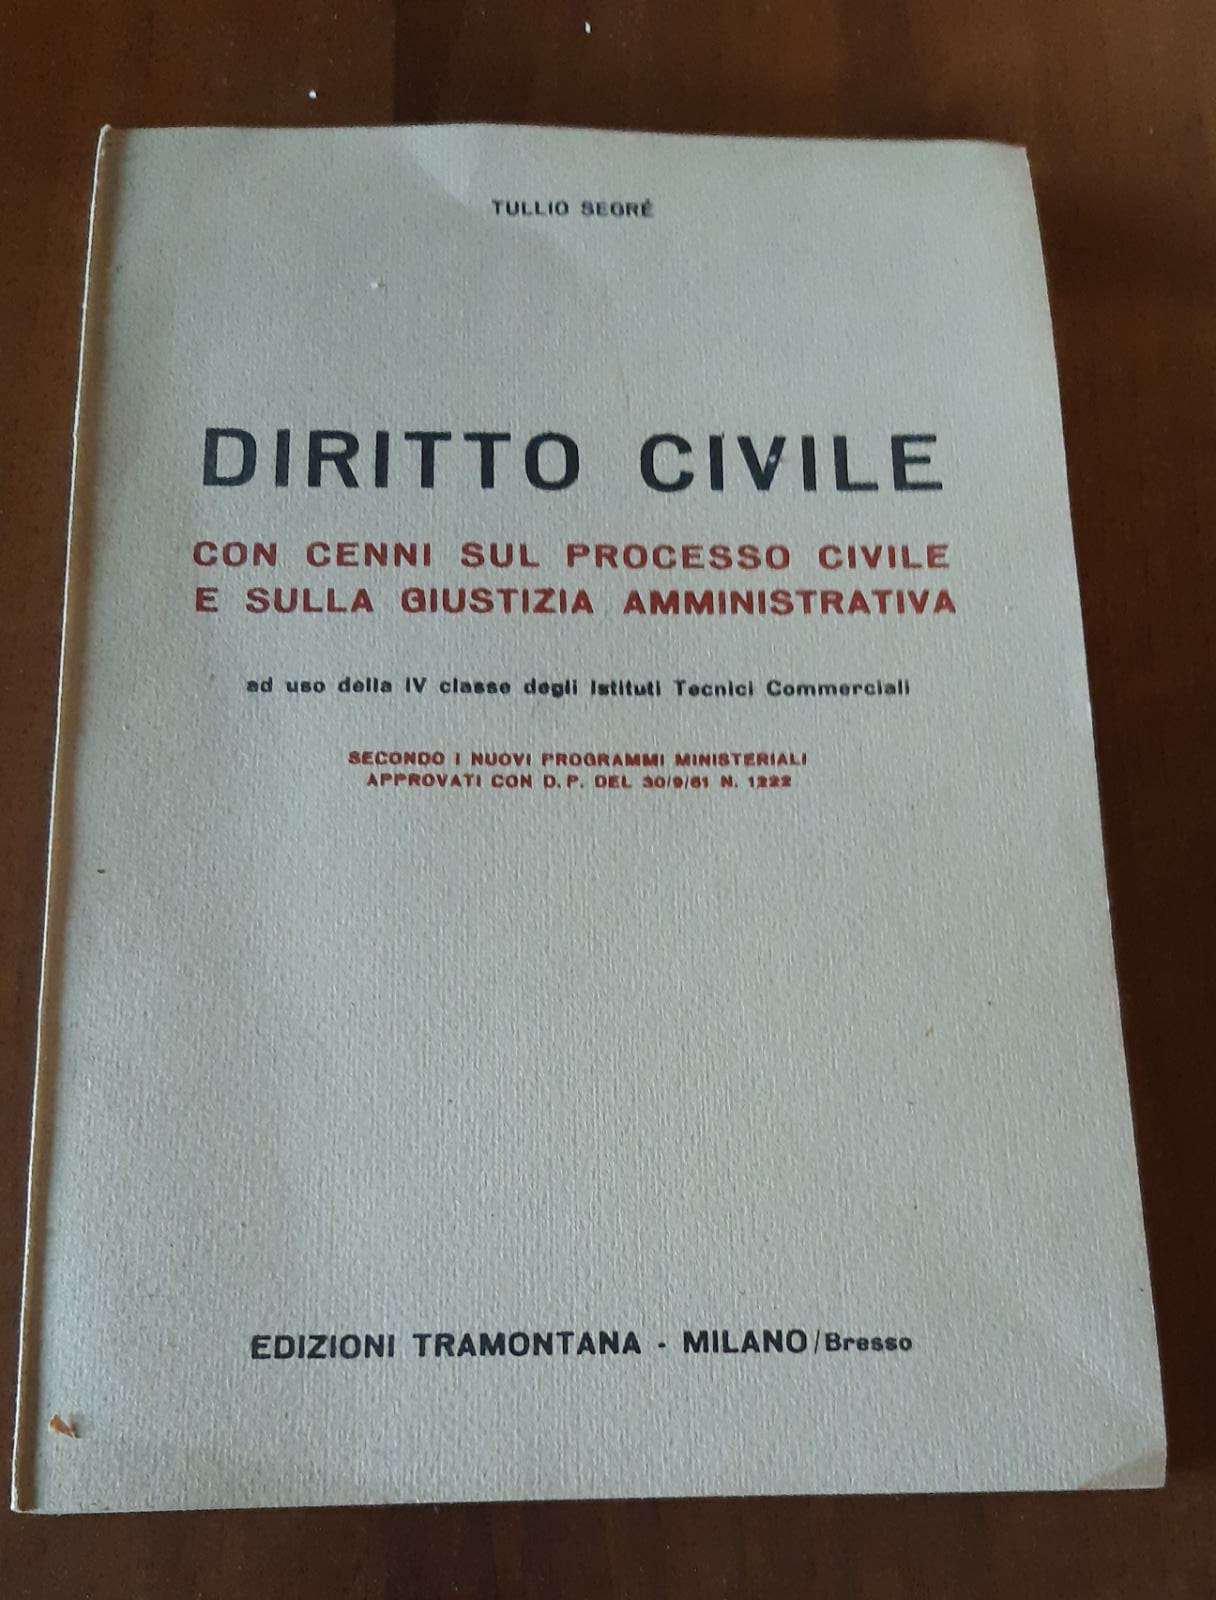 TULLIO SEGRÉ
DIRITTO CIVILE
CON CENNI SUL PROCESSO CIVILE
E SULLA GIUSTIZIA AMMINISTRATIVA
ad uso della IV classe degli Istituti Tecnici Commerciali
SECONDO I NUOVI PROGRAMMI MINISTERIALI
APPROVATI CON D.P. DEL 30/9/61 N. 1222
EDIZIONI TRAMONTANA - MILANO/Bresso